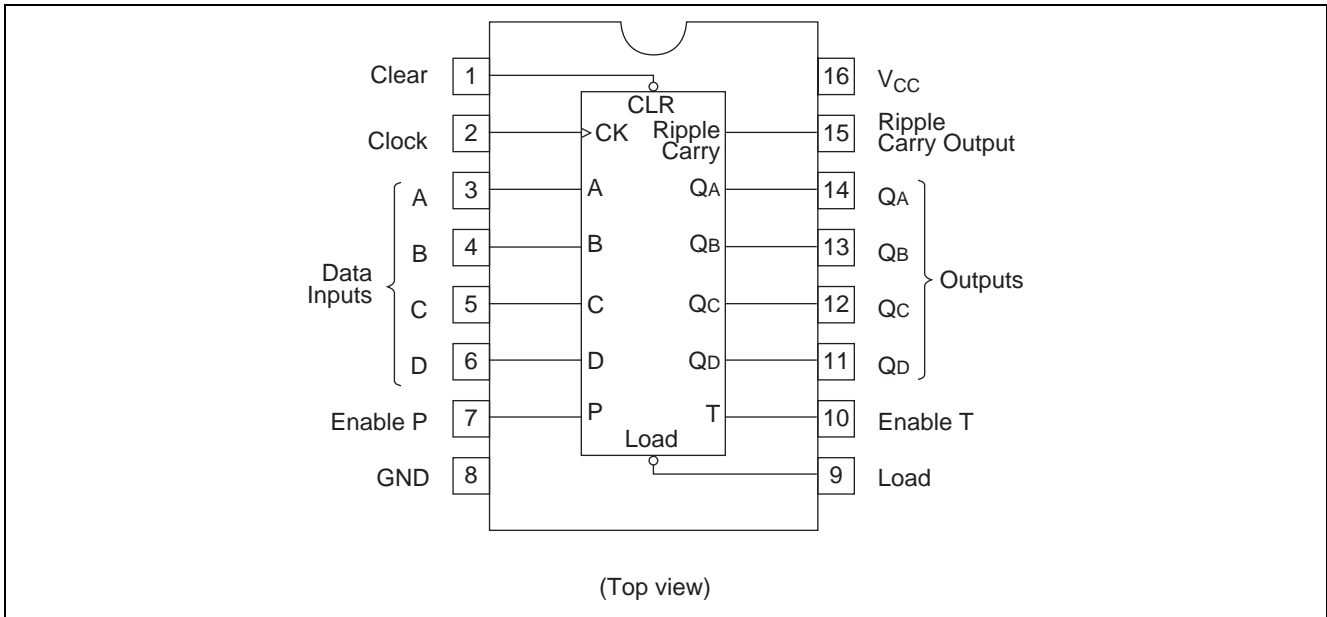 Clear 1 16 VCC
CLR
Clock 2 CK Ripple Carry 15 Ripple Carry Output
A 3 A QA 14 QA
B 4 B QB 13 QB
Data Inputs
Outputs
C 5 C QC 12 QC
D 6 D QD 11 QD
Enable P 7 P T 10 Enable T
Load
GND 8 9 Load
(Top view)